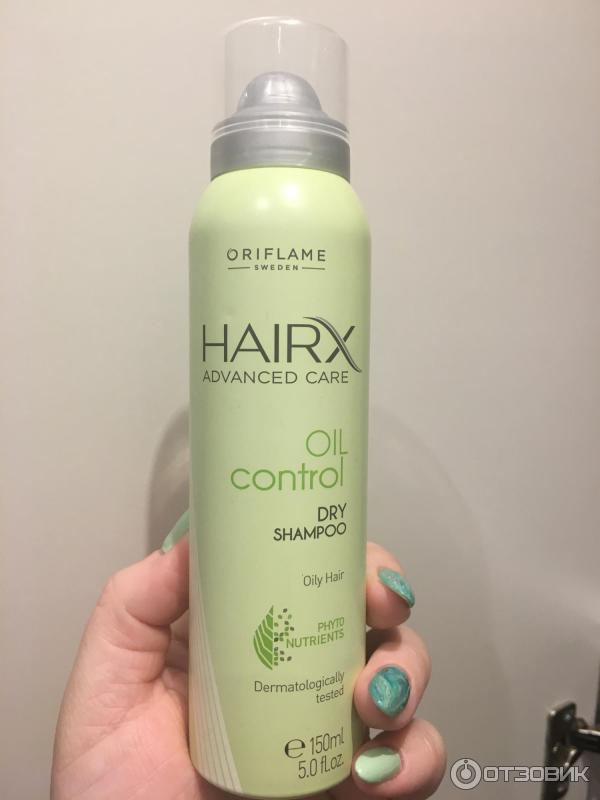 ORIFLAME
SWEDEN
HAIRX
ADVANCED CARE
OIL
control
DRY
SHAMPOO
Oily Hair
PHYTO
NUTRIENTS
Dermatologically
tested
℮ 150ml
5.0 fl.oz.
ОТЗОВИК